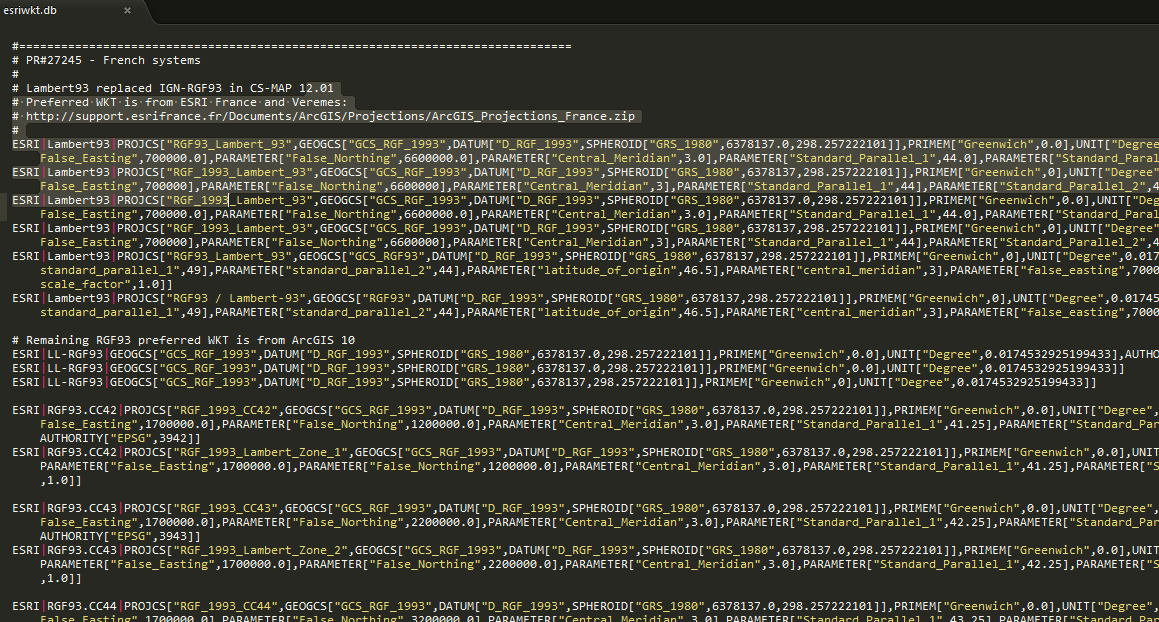 esriwkt.db ×
#===============================================================================
# PR#27245 - French systems
#
# Lambert93 replaced IGN-RGF93 in CS-MAP 12.01
# Preferred WKT is from ESRI France and Veremes:
# http://support.esrifrance.fr/Documents/ArcGIS/Projections/ArcGIS_Projections_France.zip
#
ESRI|Lambert93|PROJCS["RGF93_Lambert_93",GEOGCS["GCS_RGF_1993",DATUM["D_RGF_1993",SPHEROID["GRS_1980",6378137.0,298.257222101]],PRIMEM["Greenwich",0.0],UNIT["Degree
False_Easting",700000.0],PARAMETER["False_Northing",6600000.0],PARAMETER["Central_Meridian",3.0],PARAMETER["Standard_Parallel_1",44.0],PARAMETER["Standard_Para
ESRI|Lambert93|PROJCS["RGF_1993_Lambert_93",GEOGCS["GCS_RGF_1993",DATUM["D_RGF_1993",SPHEROID["GRS_1980",6378137,298.257222101]],PRIMEM["Greenwich",0],UNIT["Degree"
False_Easting",700000],PARAMETER["False_Northing",6600000],PARAMETER["Central_Meridian",3],PARAMETER["Standard_Parallel_1",44],PARAMETER["Standard_Parallel_2",4
ESRI|Lambert93|PROJCS["RGF_1993_Lambert_93",GEOGCS["GCS_RGF_1993",DATUM["D_RGF_1993",SPHEROID["GRS_1980",6378137.0,298.257222101]],PRIMEM["Greenwich",0.0],UNIT["Deg
False_Easting",700000.0],PARAMETER["False_Northing",6600000.0],PARAMETER["Central_Meridian",3.0],PARAMETER["Standard_Parallel_1",44.0],PARAMETER["Standard_Para
ESRI|Lambert93|PROJCS["RGF_1993_Lambert_93",GEOGCS["GCS_RGF_1993",DATUM["D_RGF_1993",SPHEROID["GRS_1980",6378137,298.257222101]],PRIMEM["Greenwich",0],UNIT["Degree"
False_Easting",700000],PARAMETER["False_Northing",6600000],PARAMETER["Central_Meridian",3],PARAMETER["Standard_Parallel_1",44],PARAMETER["Standard_Parallel_2",4
ESRI|Lambert93|PROJCS["RGF93_Lambert_93",GEOGCS["GCS_RGF93",DATUM["D_RGF_1993",SPHEROID["GRS_1980",6378137,298.257222101]],PRIMEM["Greenwich",0],UNIT["Degree",0.017
standard_parallel_1",49],PARAMETER["standard_parallel_2",44],PARAMETER["latitude_of_origin",46.5],PARAMETER["central_meridian",3],PARAMETER["false_easting",7000
scale_factor",1.0]]
ESRI|Lambert93|PROJCS["RGF93 / Lambert-93",GEOGCS["RGF93",DATUM["D_RGF_1993",SPHEROID["GRS_1980",6378137,298.257222101]],PRIMEM["Greenwich",0],UNIT["Degree",0.01745
standard_parallel_1",49],PARAMETER["standard_parallel_2",44],PARAMETER["latitude_of_origin",46.5],PARAMETER["central_meridian",3],PARAMETER["false_easting",7000
# Remaining RGF93 preferred WKT is from ArcGIS 10
ESRI|LL-RGF93|GEOGCS["GCS_RGF_1993",DATUM["D_RGF_1993",SPHEROID["GRS_1980",6378137.0,298.257222101]],PRIMEM["Greenwich",0.0],UNIT["Degree",0.0174532925199433],AUTHO
ESRI|LL-RGF93|GEOGCS["GCS_RGF_1993",DATUM["D_RGF_1993",SPHEROID["GRS_1980",6378137.0,298.257222101]],PRIMEM["Greenwich",0.0],UNIT["Degree",0.0174532925199433]]
ESRI|LL-RGF93|GEOGCS["GCS_RGF_1993",DATUM["D_RGF_1993",SPHEROID["GRS_1980",6378137,298.257222101]],PRIMEM["Greenwich",0],UNIT["Degree",0.0174532925199433]]
ESRI|RGF93.CC42|PROJCS["RGF_1993_CC42",GEOGCS["GCS_RGF_1993",DATUM["D_RGF_1993",SPHEROID["GRS_1980",6378137.0,298.257222101]],PRIMEM["Greenwich",0.0],UNIT["Degree",
False_Easting",1700000.0],PARAMETER["False_Northing",1200000.0],PARAMETER["Central_Meridian",3.0],PARAMETER["Standard_Parallel_1",41.25],PARAMETER["Standard_Par
AUTHORITY["EPSG",3942]]
ESRI|RGF93.CC42|PROJCS["RGF_1993_Lambert_Zone_1",GEOGCS["GCS_RGF_1993",DATUM["D_RGF_1993",SPHEROID["GRS_1980",6378137.0,298.257222101]],PRIMEM["Greenwich",0.0],UNIT
PARAMETER["False_Easting",1700000.0],PARAMETER["False_Northing",1200000.0],PARAMETER["Central_Meridian",3.0],PARAMETER["Standard_Parallel_1",41.25],PARAMETER["S
,1.0]]
ESRI|RGF93.CC43|PROJCS["RGF_1993_CC43",GEOGCS["GCS_RGF_1993",DATUM["D_RGF_1993",SPHEROID["GRS_1980",6378137.0,298.257222101]],PRIMEM["Greenwich",0.0],UNIT["Degree",
False_Easting",1700000.0],PARAMETER["False_Northing",2200000.0],PARAMETER["Central_Meridian",3.0],PARAMETER["Standard_Parallel_1",42.25],PARAMETER["Standard_Par
AUTHORITY["EPSG",3943]]
ESRI|RGF93.CC43|PROJCS["RGF_1993_Lambert_Zone_2",GEOGCS["GCS_RGF_1993",DATUM["D_RGF_1993",SPHEROID["GRS_1980",6378137.0,298.257222101]],PRIMEM["Greenwich",0.0],UNIT
PARAMETER["False_Easting",1700000.0],PARAMETER["False_Northing",2200000.0],PARAMETER["Central_Meridian",3.0],PARAMETER["Standard_Parallel_1",42.25],PARAMETER["S
,1.0]]
ESRI|RGF93.CC44|PROJCS["RGF_1993_CC44",GEOGCS["GCS_RGF_1993",DATUM["D_RGF_1993",SPHEROID["GRS_1980",6378137.0,298.257222101]],PRIMEM["Greenwich",0.0],UNIT["Degree",
False_Easting",1700000.0],PARAMETER["False_Northing",3200000.0],PARAMETER["Central_Meridian",3.0],PARAMETER["Standard_Parallel_1",43.25],PARAMETER["Standard_Par